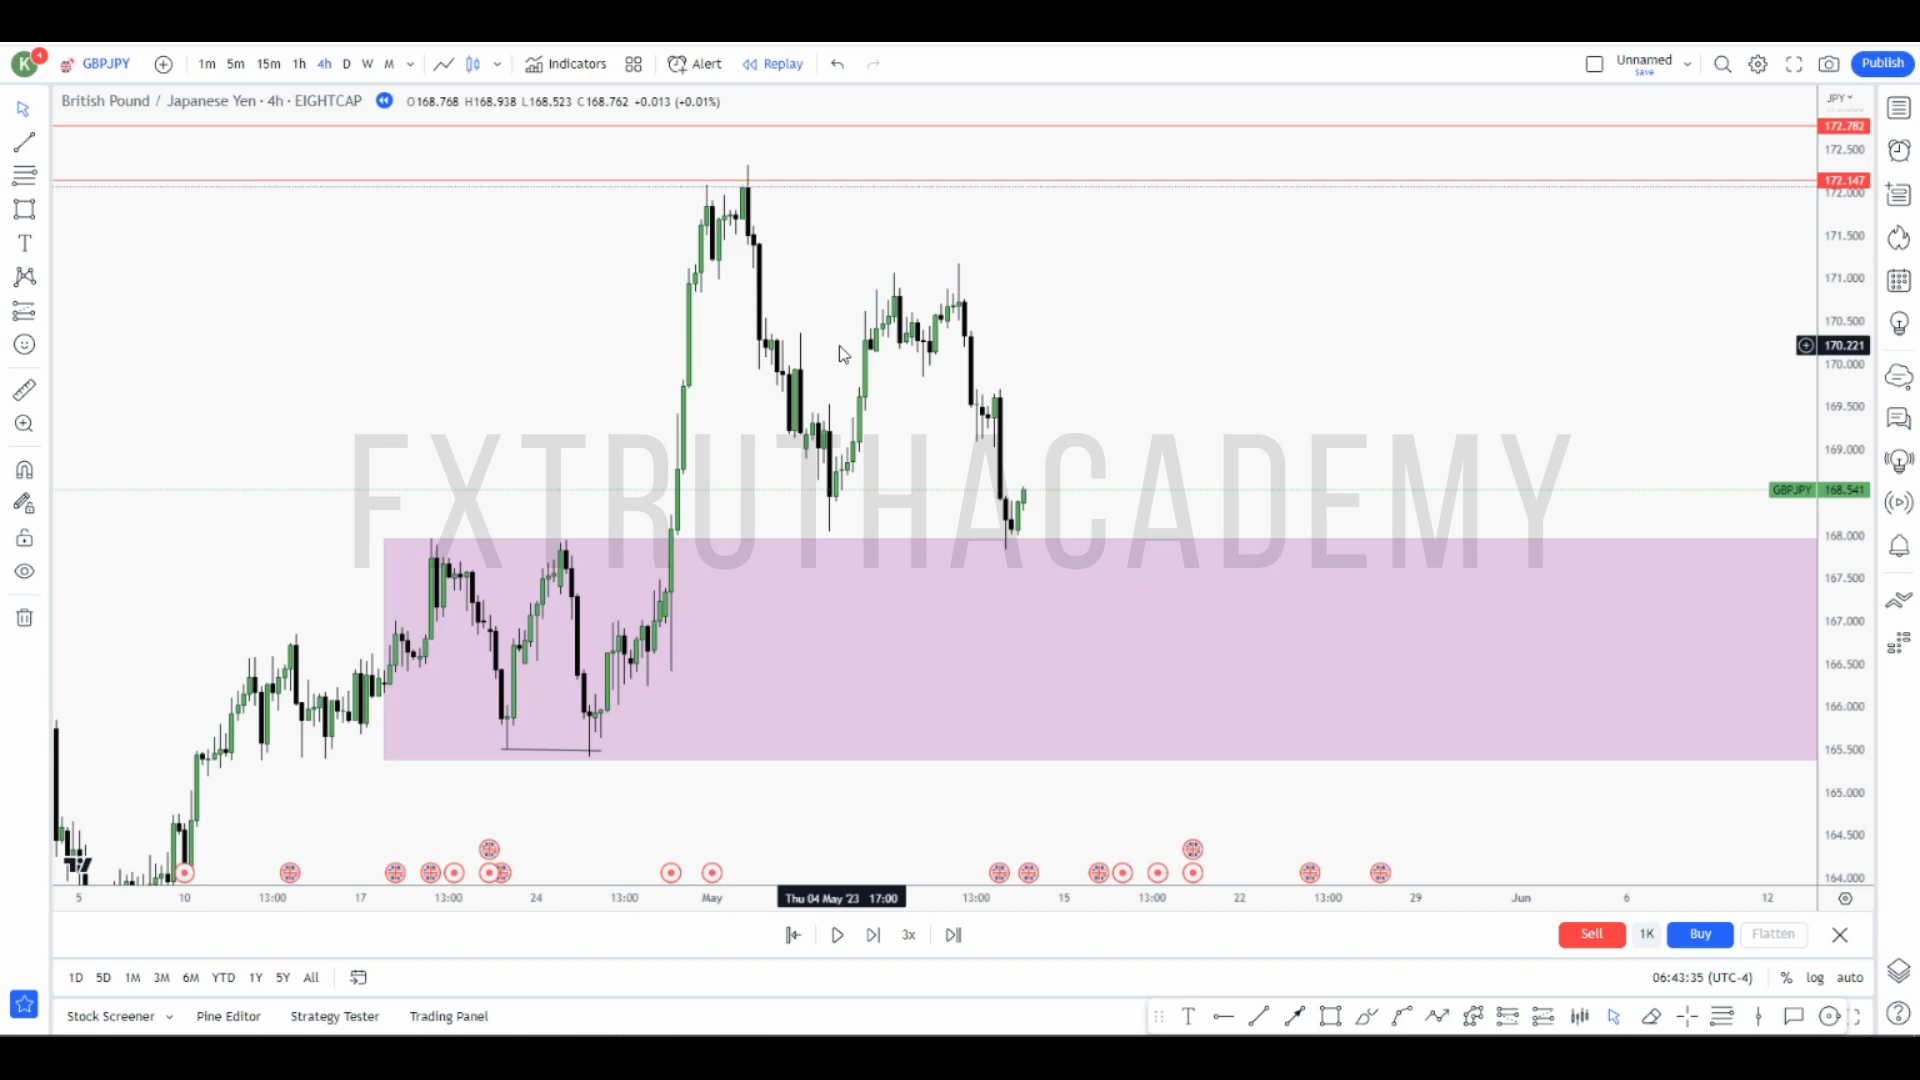 K 4 GBPJPY 1m 5m 15m 1h 4h D W M Indicators Alert Replay Unnamed Save Publish
British Pound / Japanese Yen · 4h · EIGHTCAP O168.768 H168.938 L168.523 C168.762 +0.013 (+0.01%) JPY
172.782
172.500
172.147
172.000
171.500
171.000
170.500
170.221
170.000
169.500
169.000
FXTRUTHACADEMY
GBPJPY 168.541
168.000
167.500
167.000
166.500
166.000
165.500
165.000
164.500
164.000
5 10 13:00 17 13:00 24 13:00 May Thu 04 May '23 17:00 13:00 15 13:00 22 13:00 29 Jun 6 12
3x Sell 1K Buy Flatten
1D 5D 1M 3M 6M YTD 1Y 5Y All 06:43:35 (UTC-4) % log auto
Stock Screener Pine Editor Strategy Tester Trading Panel